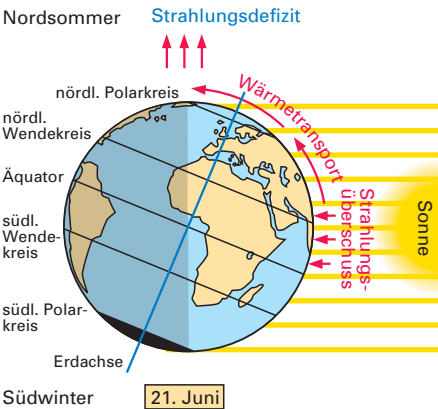 Nordsommer
Strahlungsdefizit
nördl. Polarkreis
Wärmetransport
nördl.
Wendekreis
Äquator
Strahlungs-
überschuss
Sonne
südl.
Wende-
kreis
südl. Polar-
kreis
Erdachse
Südwinter
21. Juni